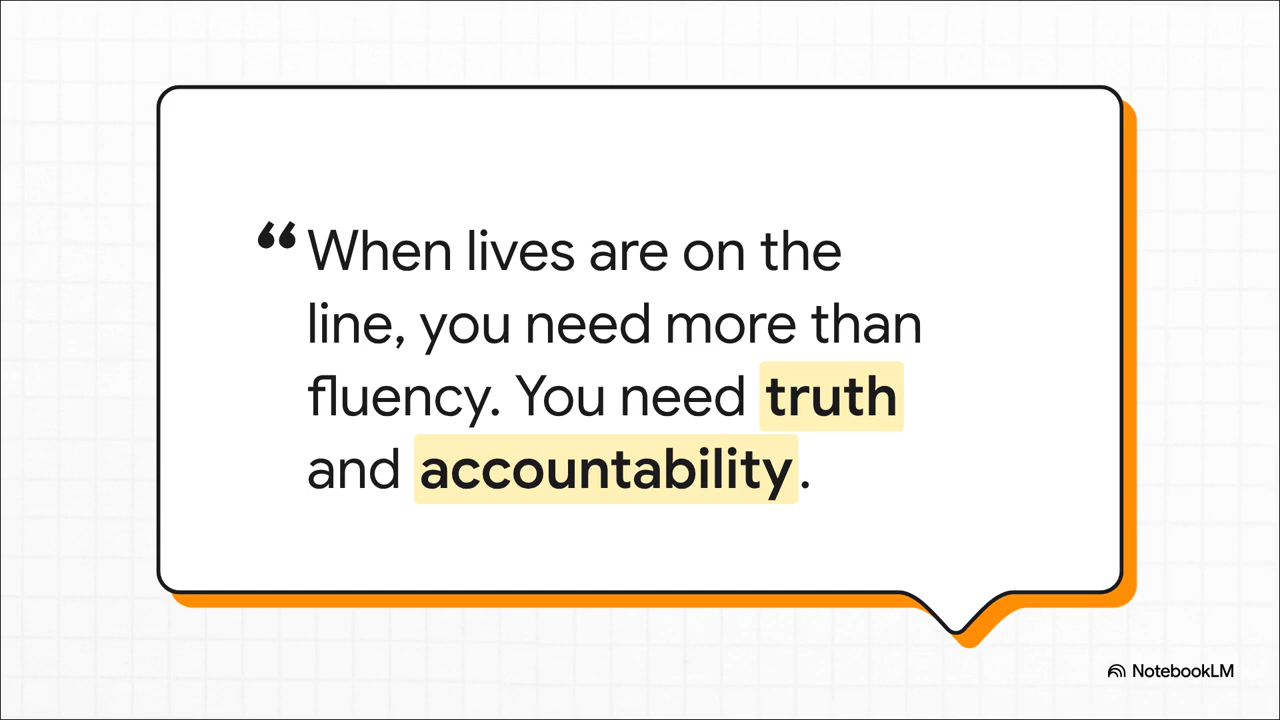 “When lives are on the
line, you need more than
fluency. You need truth
and accountability.
NotebookLM